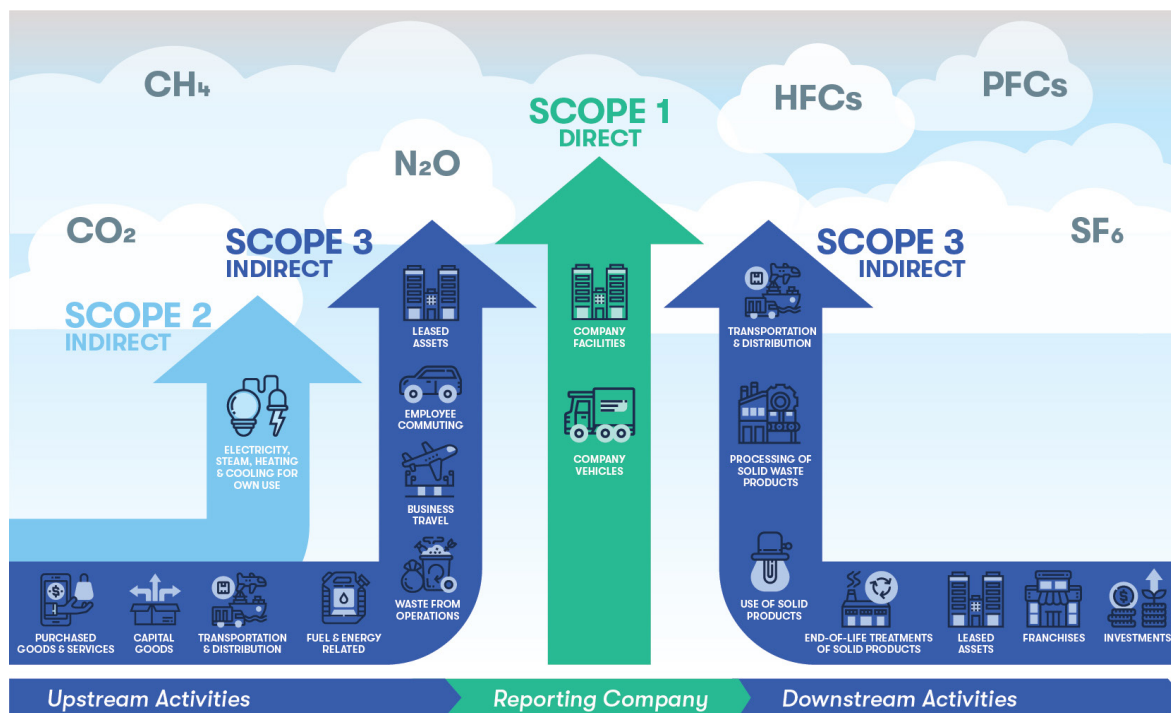 CH₄
HFCs
PFCs
SCOPE 1
DIRECT
N₂O
CO₂
SF₆
SCOPE 3
INDIRECT
SCOPE 3
INDIRECT
SCOPE 2
INDIRECT
ELECTRICITY,
STEAM, HEATING
& COOLING FOR
OWN USE
LEASED
ASSETS
EMPLOYEE
COMMUTING
BUSINESS
TRAVEL
WASTE FROM
OPERATIONS
COMPANY
FACILITIES
COMPANY
VEHICLES
TRANSPORTATION
& DISTRIBUTION
PROCESSING OF
SOLID WASTE
PRODUCTS
USE OF SOLID
PRODUCTS
PURCHASED
GOODS & SERVICES
CAPITAL
GOODS
TRANSPORTATION
& DISTRIBUTION
FUEL & ENERGY
RELATED
END-OF-LIFE TREATMENTS
OF SOLID PRODUCTS
LEASED
ASSETS
FRANCHISES
INVESTMENTS
Upstream Activities
Reporting Company
Downstream Activities